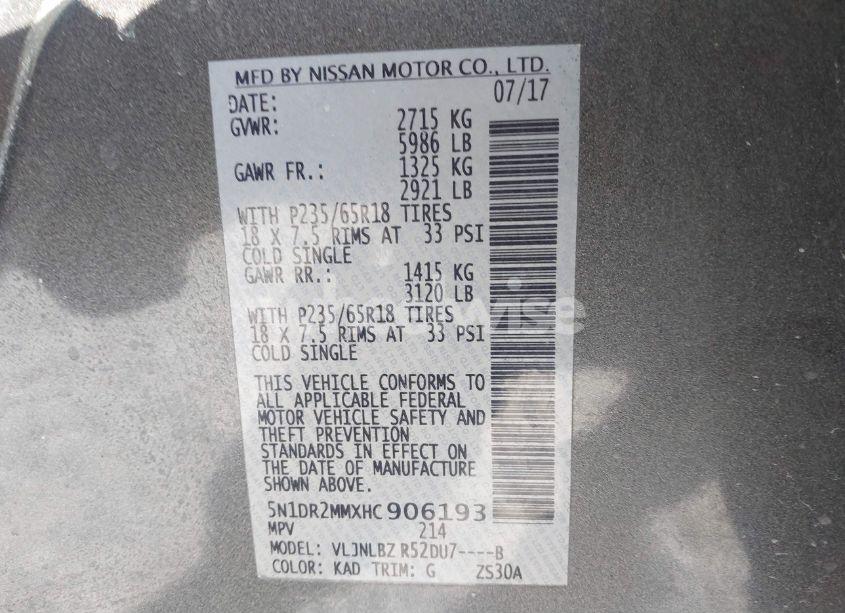 MFD BY NISSAN MOTOR CO., LTD.
DATE: 07/17
GVWR: 2715 KG
5986 LB
GAWR FR.: 1325 KG
2921 LB
WITH P235/65R18 TIRES
18 X 7.5 RIMS AT 33 PSI
COLD SINGLE
GAWR RR.: 1415 KG
3120 LB
WITH P235/65R18 TIRES
18 X 7.5 RIMS AT 33 PSI
COLD SINGLE
THIS VEHICLE CONFORMS TO
ALL APPLICABLE FEDERAL
MOTOR VEHICLE SAFETY AND
THEFT PREVENTION
STANDARDS IN EFFECT ON
THE DATE OF MANUFACTURE
SHOWN ABOVE.
5N1DR2MMXHC906193
MPV 214
MODEL: VLJNLBZ R52DU7----B
COLOR: KAD TRIM: G ZS30A